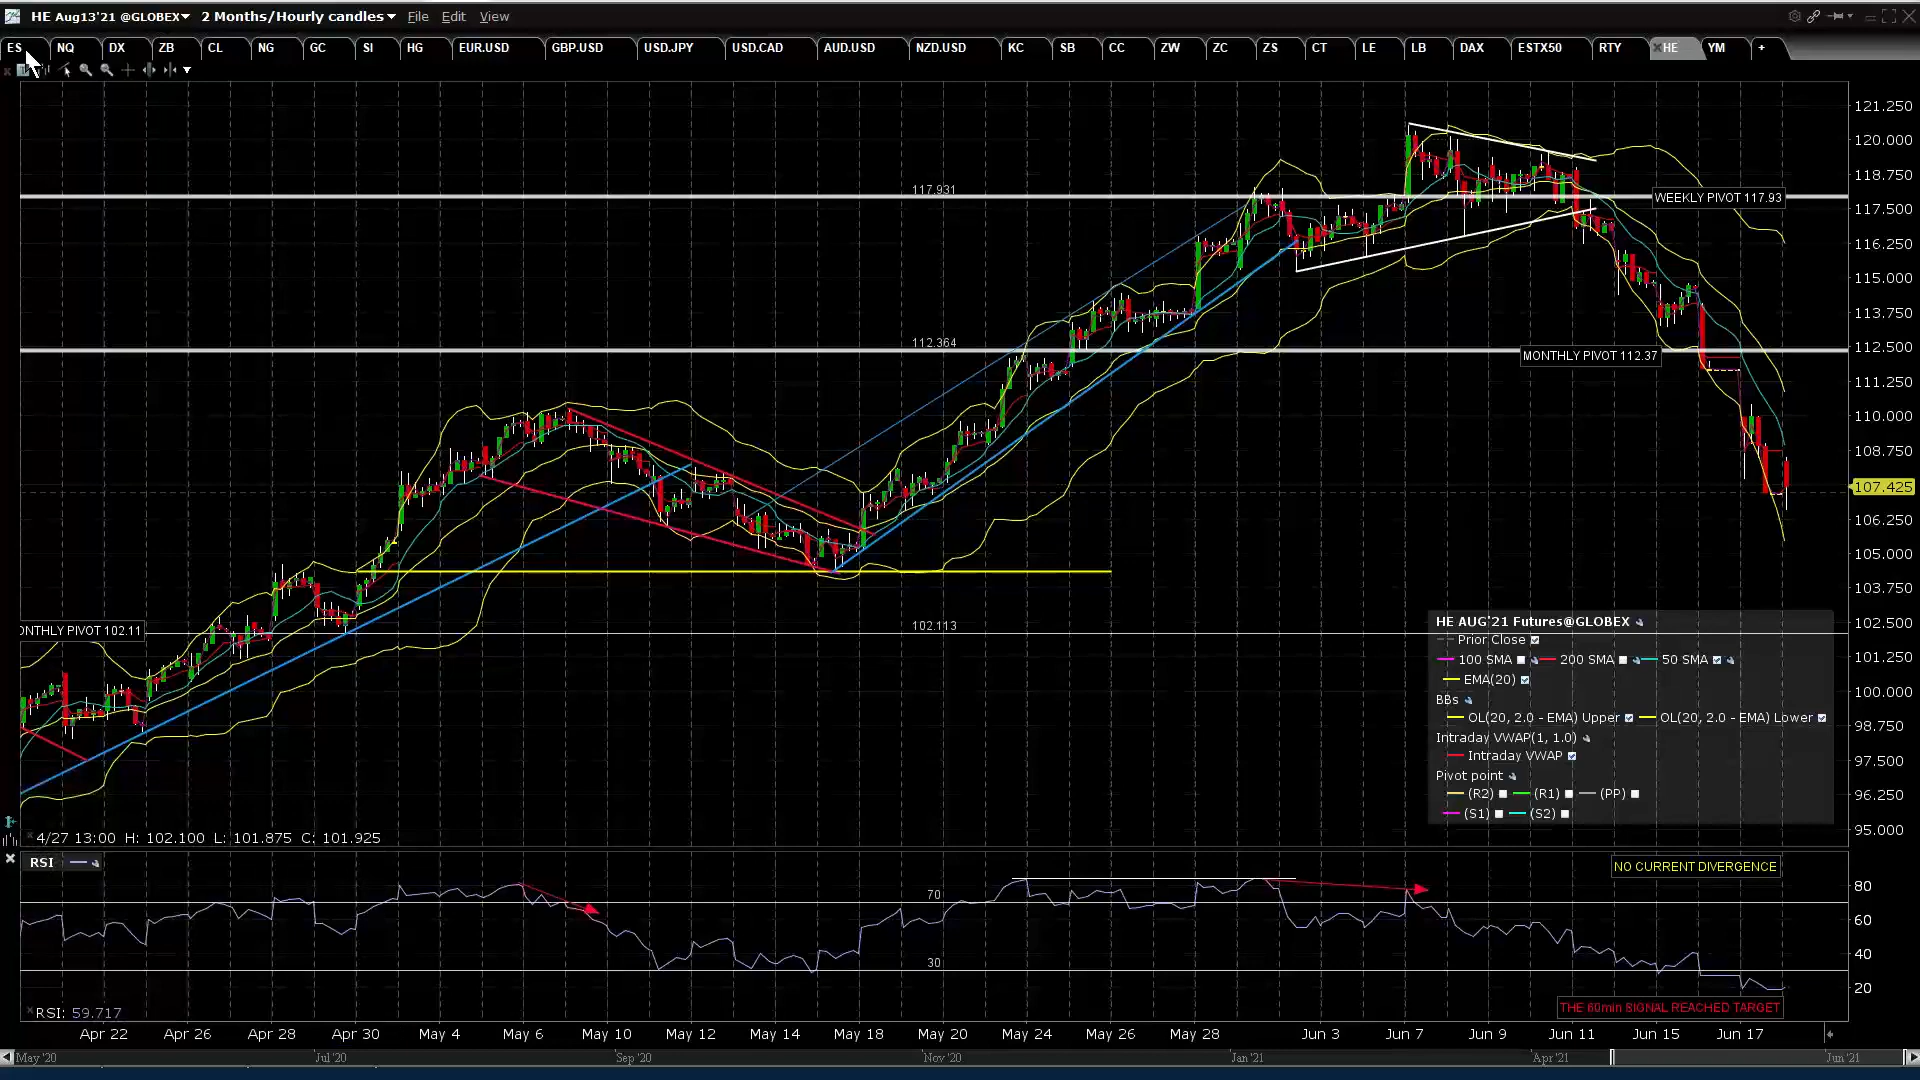 HE Aug13'21 @GLOBEX 2 Months/Hourly candles File Edit View
ES NQ DX ZB CL NG GC SI HG EUR.USD GBP.USD USD.JPY USD.CAD AUD.USD NZD.USD KC SB CC ZW ZC ZS CT LE LB DAX ESTX50 RTY HE YM +
121.250
120.000
118.750
117.931
WEEKLY PIVOT 117.93
117.500
116.250
115.000
113.750
112.364
112.500
MONTHLY PIVOT 112.37
111.250
110.000
108.750
107.425
106.250
105.000
103.750
102.500
102.113
ONTHLY PIVOT 102.11
HE AUG'21 Futures@GLOBEX
Prior Close
100 SMA 200 SMA 50 SMA
EMA(20)
BBs
OL(20, 2.0 - EMA) Upper OL(20, 2.0 - EMA) Lower
Intraday VWAP(1, 1.0)
Intraday VWAP
Pivot point
(R2) (R1) (PP)
(S1) (S2)
101.250
100.000
98.750
97.500
96.250
95.000
4/27 13:00 H: 102.100 L: 101.875 C: 101.925
RSI
NO CURRENT DIVERGENCE
70
30
80
60
40
20
THE 60min SIGNAL REACHED TARGET
RSI: 59.717
Apr 22 Apr 26 Apr 28 Apr 30 May 4 May 6 May 10 May 12 May 14 May 18 May 20 May 24 May 26 May 28 Jun 3 Jun 7 Jun 9 Jun 11 Jun 15 Jun 17
May '20 Jul '20 Sep '20 Nov '20 Jan '21 Apr '21 Jun '21